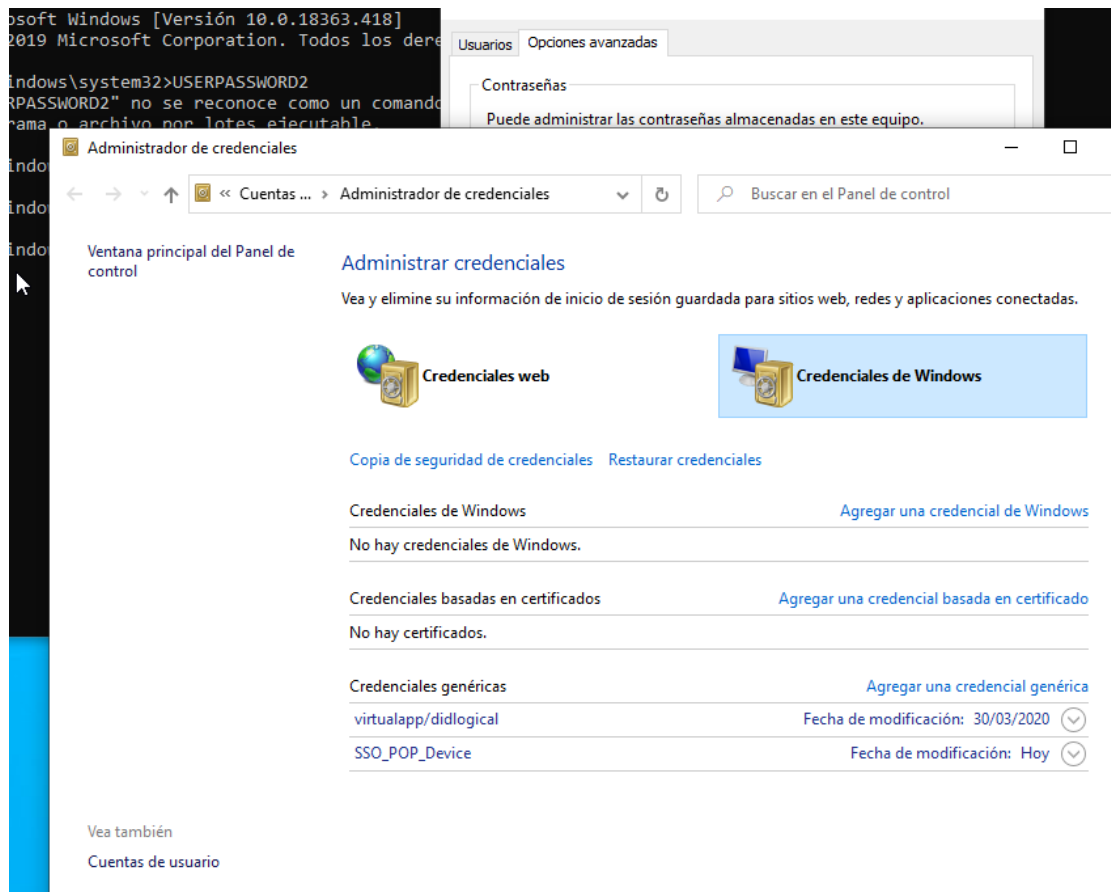 osoft Windows [Versión 10.0.18363.418]
2019 Microsoft Corporation. Todos los dere
indows\system32>USERPASSWORD2
RPASSWORD2" no se reconoce como un comando
rama o archivo por lotes ejecutable.
indo
indo
indo
Usuarios Opciones avanzadas
Contraseñas
Puede administrar las contraseñas almacenadas en este equipo.
Administrador de credenciales
« Cuentas ... › Administrador de credenciales
Buscar en el Panel de control
Ventana principal del Panel de
control
Administrar credenciales
Vea y elimine su información de inicio de sesión guardada para sitios web, redes y aplicaciones conectadas.
Credenciales web
Credenciales de Windows
Copia de seguridad de credenciales Restaurar credenciales
Credenciales de Windows Agregar una credencial de Windows
No hay credenciales de Windows.
Credenciales basadas en certificados Agregar una credencial basada en certificado
No hay certificados.
Credenciales genéricas Agregar una credencial genérica
virtualapp/didlogical Fecha de modificación: 30/03/2020
SSO_POP_Device Fecha de modificación: Hoy
Vea también
Cuentas de usuario